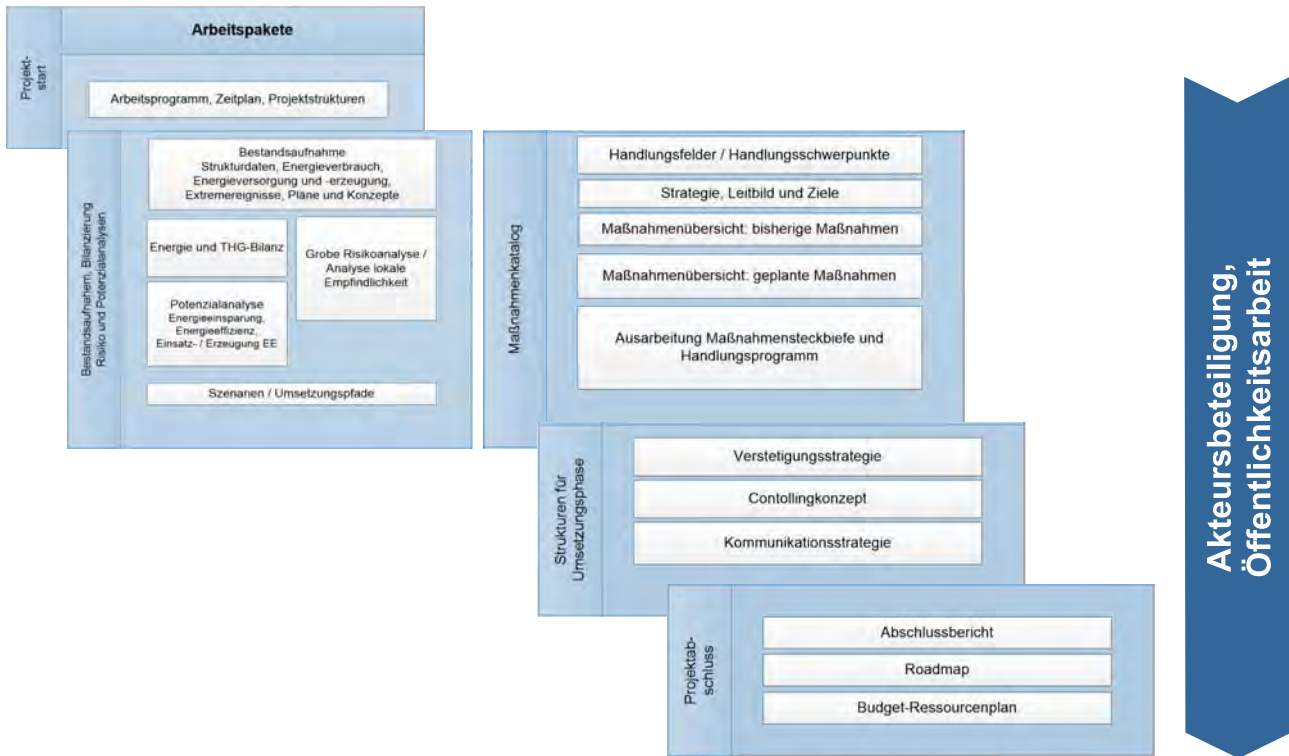 Arbeitspakete
Projekt-
start
Arbeitsprogramm, Zeitplan, Projektstrukturen
Bestandsaufnahem, Bilanzierung
Risiko und Potenzialanalysen
Bestandsaufnahme
Strukturdaten, Energieverbrauch,
Energieversorgung und -erzeugung,
Extremereignisse, Pläne und Konzepte
Energie und THG-Bilanz
Grobe Risikoanalyse /
Analyse lokale
Empfindlichkeit
Potenzialanalyse
Energieeinsparung,
Energieeffizienz,
Einsatz- / Erzeugung EE
Szenarien / Umsetzungspfade
Maßnahmenkatalog
Handlungsfelder / Handlungsschwerpunkte
Strategie, Leitbild und Ziele
Maßnahmenübersicht: bisherige Maßnahmen
Maßnahmenübersicht: geplante Maßnahmen
Ausarbeitung Maßnahmensteckbriefe und
Handlungsprogramm
Strukturen für
Umsetzungsphase
Verstetigungsstrategie
Contollingkonzept
Kommunikationsstrategie
Projektab-
schluss
Abschlussbericht
Roadmap
Budget-Ressourcenplan
Akteursbeteiligung,
Öffentlichkeitsarbeit